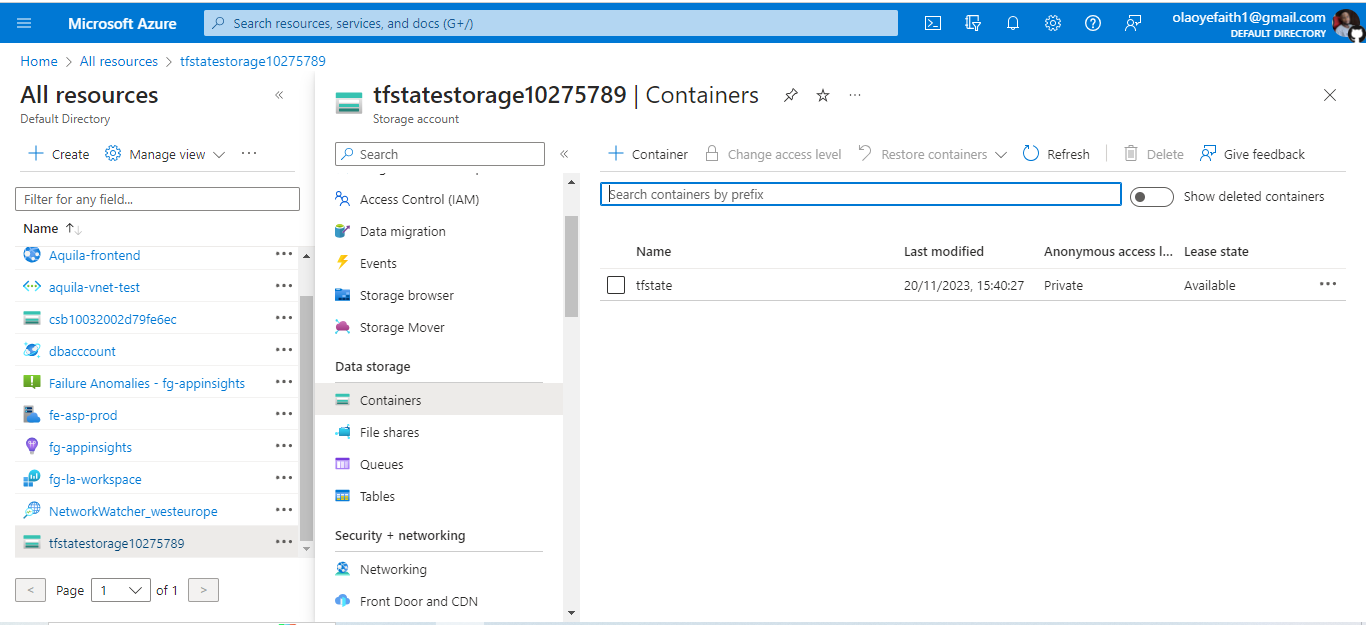 Microsoft Azure
Search resources, services, and docs (G+/)
olaoyefaith1@gmail.com
DEFAULT DIRECTORY
Home > All resources > tfstatestorage10275789
All resources «
Default Directory
+ Create Manage view ...
Filter for any field...
Name ↑↓
Aquila-frontend ...
aquila-vnet-test ...
csb10032002d79fe6ec ...
dbacccount ...
Failure Anomalies - fg-appinsights ...
fe-asp-prod ...
fg-appinsights ...
fg-la-workspace ...
NetworkWatcher_westeurope ...
tfstatestorage10275789 ...
< Page 1 of 1 >
tfstatestorage10275789 | Containers ...
Storage account
Search «
Access Control (IAM)
Data migration
Events
Storage browser
Storage Mover
Data storage
Containers
File shares
Queues
Tables
Security + networking
Networking
Front Door and CDN
+ Container Change access level Restore containers Refresh Delete Give feedback
Search containers by prefix Show deleted containers
Name Last modified Anonymous access l... Lease state
tfstate 20/11/2023, 15:40:27 Private Available ...